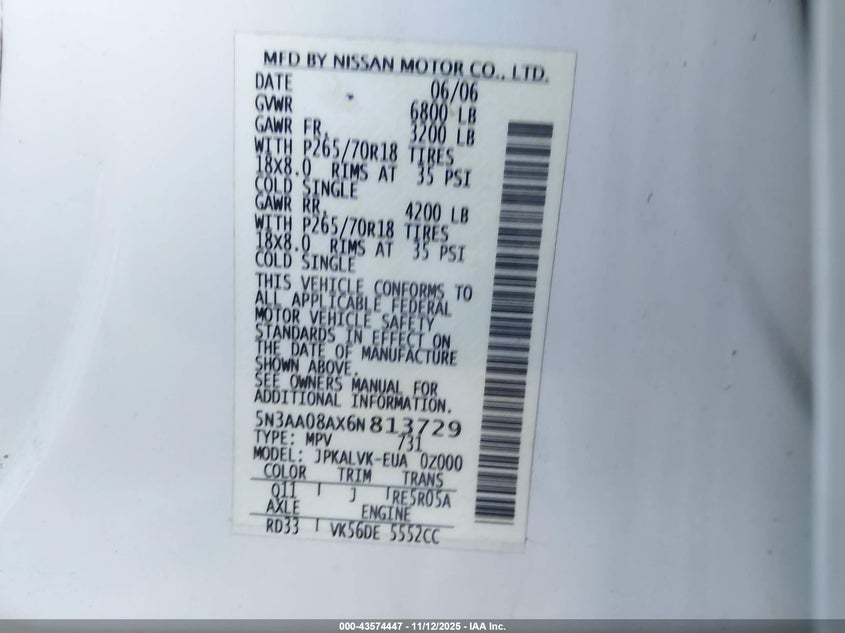 MFD BY NISSAN MOTOR CO., LTD.
DATE 06/06
GVWR 6800 LB
GAWR FR. 3200 LB
WITH P265/70R18 TIRES
18X8.0 RIMS AT 35 PSI
COLD SINGLE
GAWR RR. 4200 LB
WITH P265/70R18 TIRES
18X8.0 RIMS AT 35 PSI
COLD SINGLE
THIS VEHICLE CONFORMS TO
ALL APPLICABLE FEDERAL
MOTOR VEHICLE SAFETY
STANDARDS IN EFFECT ON
THE DATE OF MANUFACTURE
SHOWN ABOVE.
SEE OWNERS MANUAL FOR
ADDITIONAL INFORMATION.
5N3AA08AX6N813729
TYPE: MPV 731
MODEL: JPKALVK-EUA 0Z000
COLOR TRIM TRANS
Q11 J RE5R05A
AXLE ENGINE
RD33 VK56DE 5552CC
000-43574447 - 11/12/2025 - IAA Inc.